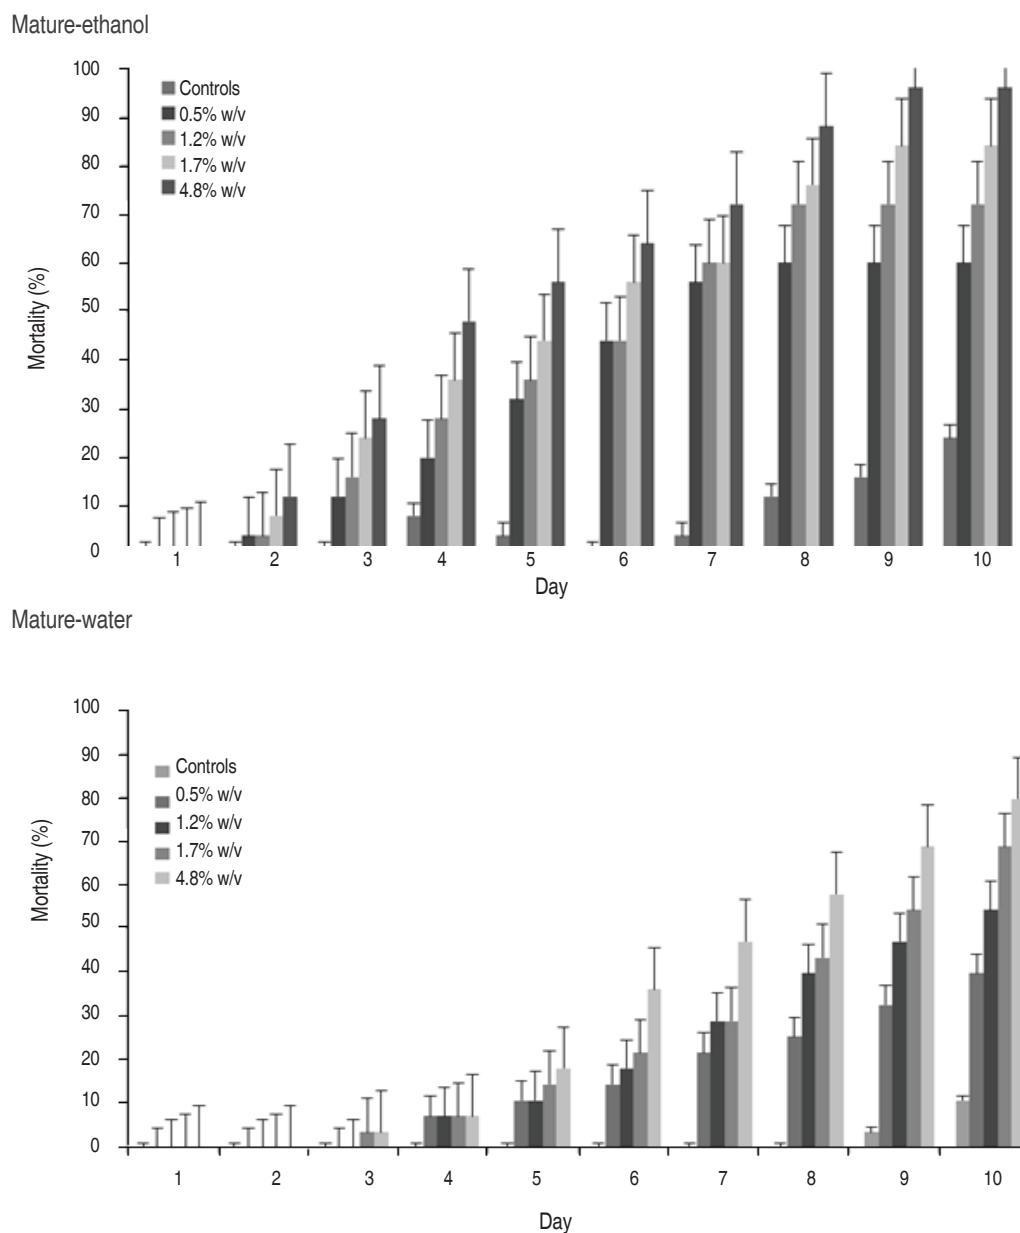 Mature-ethanol
100
90
80
70
60
50
40
30
20
10
0
Mortality (%)
Controls
0.5% w/v
1.2% w/v
1.7% w/v
4.8% w/v
1 2 3 4 5 6 7 8 9 10
Day
Mature-water
100
90
80
70
60
50
40
30
20
10
0
Mortality (%)
Controls
0.5% w/v
1.2% w/v
1.7% w/v
4.8% w/v
1 2 3 4 5 6 7 8 9 10
Day